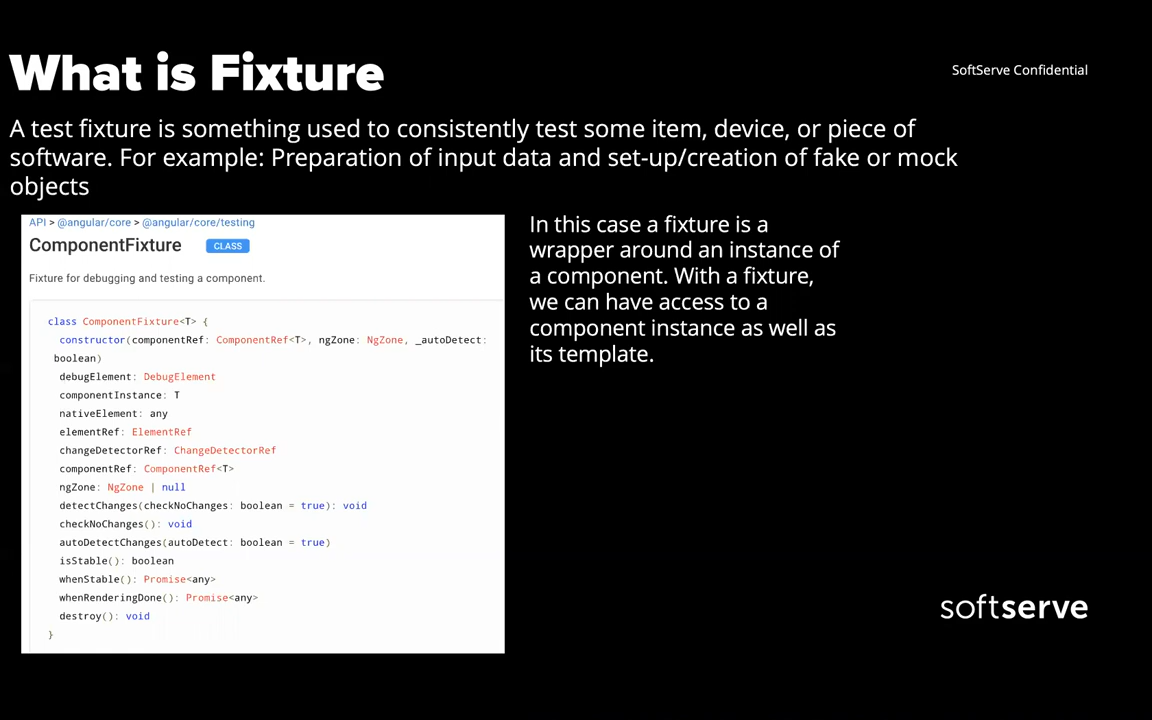 What is Fixture
SoftServe Confidential
A test fixture is something used to consistently test some item, device, or piece of
software. For example: Preparation of input data and set-up/creation of fake or mock
objects
API > @angular/core > @angular/core/testing
ComponentFixture CLASS
Fixture for debugging and testing a component.
class ComponentFixture<T> {
constructor(componentRef: ComponentRef<T>, ngZone: NgZone, _autoDetect:
boolean)
debugElement: DebugElement
componentInstance: T
nativeElement: any
elementRef: ElementRef
changeDetectorRef: ChangeDetectorRef
componentRef: ComponentRef<T>
ngZone: NgZone | null
detectChanges(checkNoChanges: boolean = true): void
checkNoChanges(): void
autoDetectChanges(autoDetect: boolean = true)
isStable(): boolean
whenStable(): Promise<any>
whenRenderingDone(): Promise<any>
destroy(): void
}
In this case a fixture is a
wrapper around an instance of
a component. With a fixture,
we can have access to a
component instance as well as
its template.
softserve